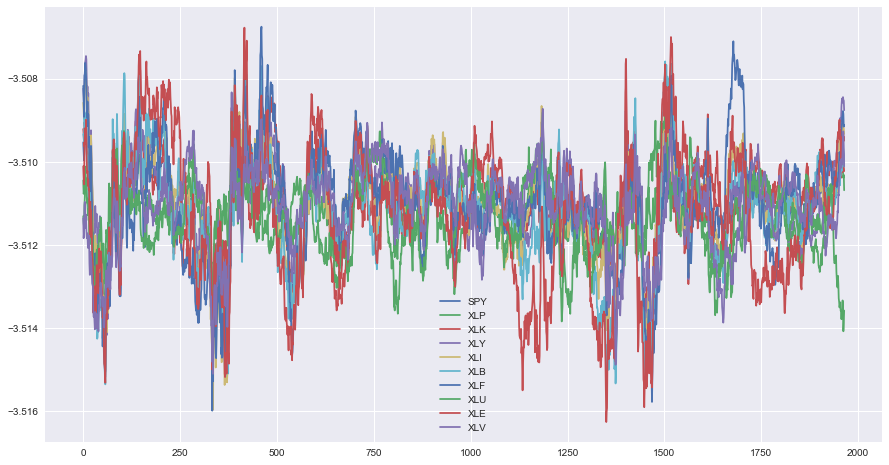 −3.508
−3.510
−3.512
−3.514
−3.516
SPY
XLP
XLK
XLY
XLI
XLB
XLF
XLU
XLE
XLV
0 250 500 750 1000 1250 1500 1750 2000